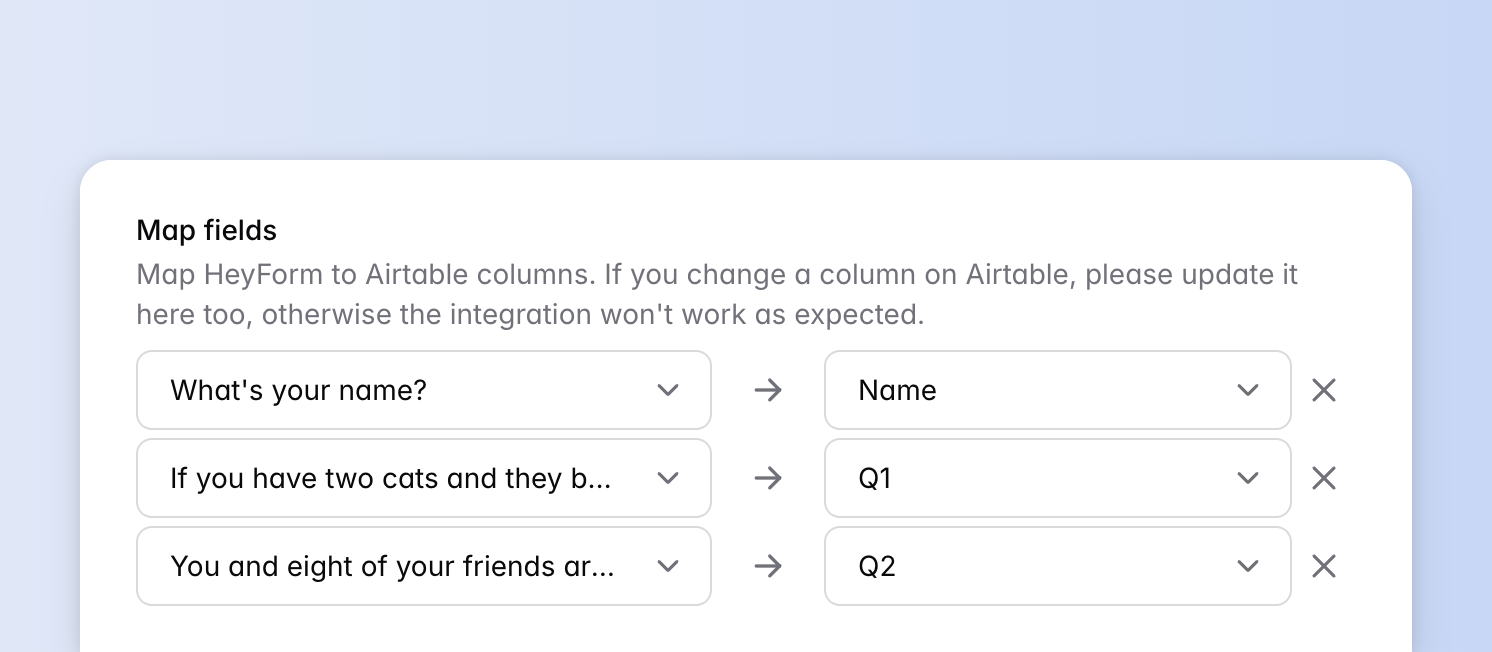 Map fields
Map HeyForm to Airtable columns. If you change a column on Airtable, please update it
here too, otherwise the integration won't work as expected.
What's your name? → Name
If you have two cats and they b... → Q1
You and eight of your friends ar... → Q2